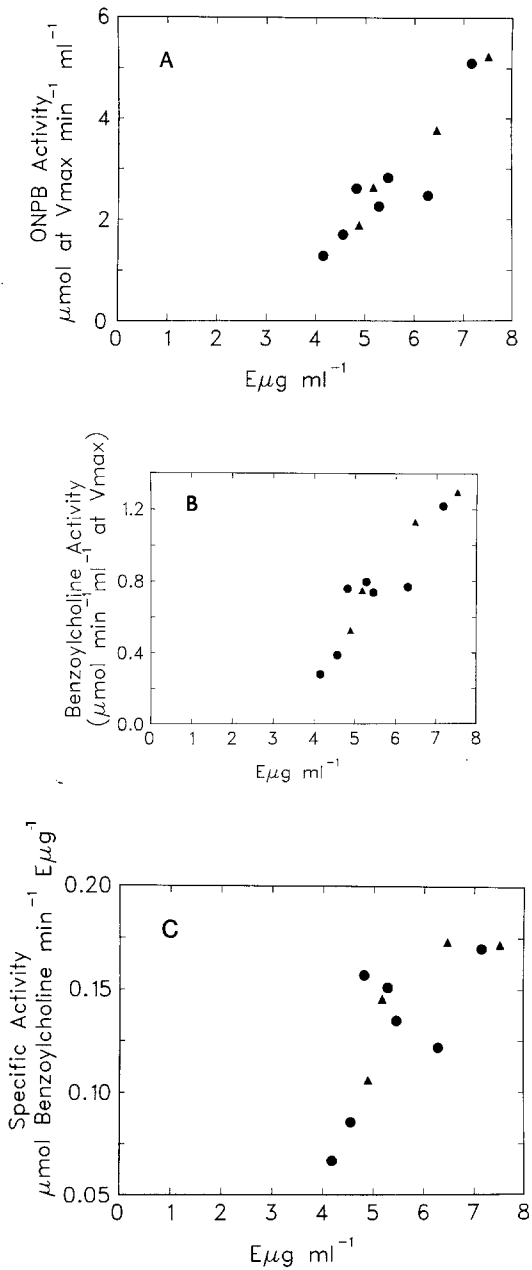 A
ONPB Activity
μmol at Vmax min⁻¹ ml⁻¹
6
4
2
0
0 1 2 3 4 5 6 7 8
Eμg ml⁻¹
B
Benzoylcholine Activity
(μmol min⁻¹ml⁻¹ at Vmax)
1.2
0.8
0.4
0.0
0 1 2 3 4 5 6 7 8
Eμg ml⁻¹
C
Specific Activity
μmol Benzoylcholine min⁻¹ Eμg⁻¹
0.20
0.15
0.10
0.05
0 1 2 3 4 5 6 7 8
Eμg ml⁻¹